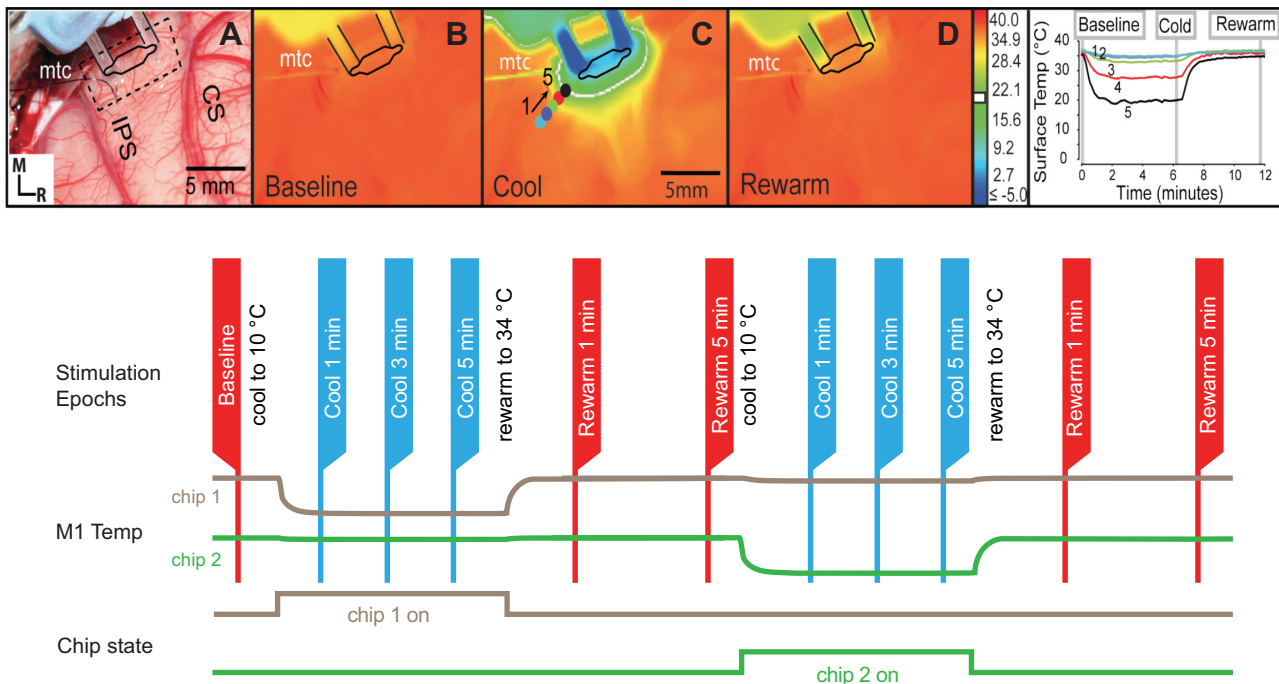 A
mtc
IPS
CS
M
R
5 mm
B
mtc
Baseline
C
mtc
1
5
Cool
5mm
D
mtc
Rewarm
40.0
34.9
28.4
22.1
15.6
9.2
2.7
≤ -5.0
Baseline
Cold
Rewarm
Surface Temp (°C)
40
30
20
10
0
12
3
4
5
0
2
4
6
8
10
12
Time (minutes)
Stimulation
Epochs
Baseline
cool to 10 °C
Cool 1 min
Cool 3 min
Cool 5 min
rewarm to 34 °C
Rewarm 1 min
Rewarm 5 min
cool to 10 °C
Cool 1 min
Cool 3 min
Cool 5 min
rewarm to 34 °C
Rewarm 1 min
Rewarm 5 min
M1 Temp
chip 1
chip 2
Chip state
chip 1 on
chip 2 on